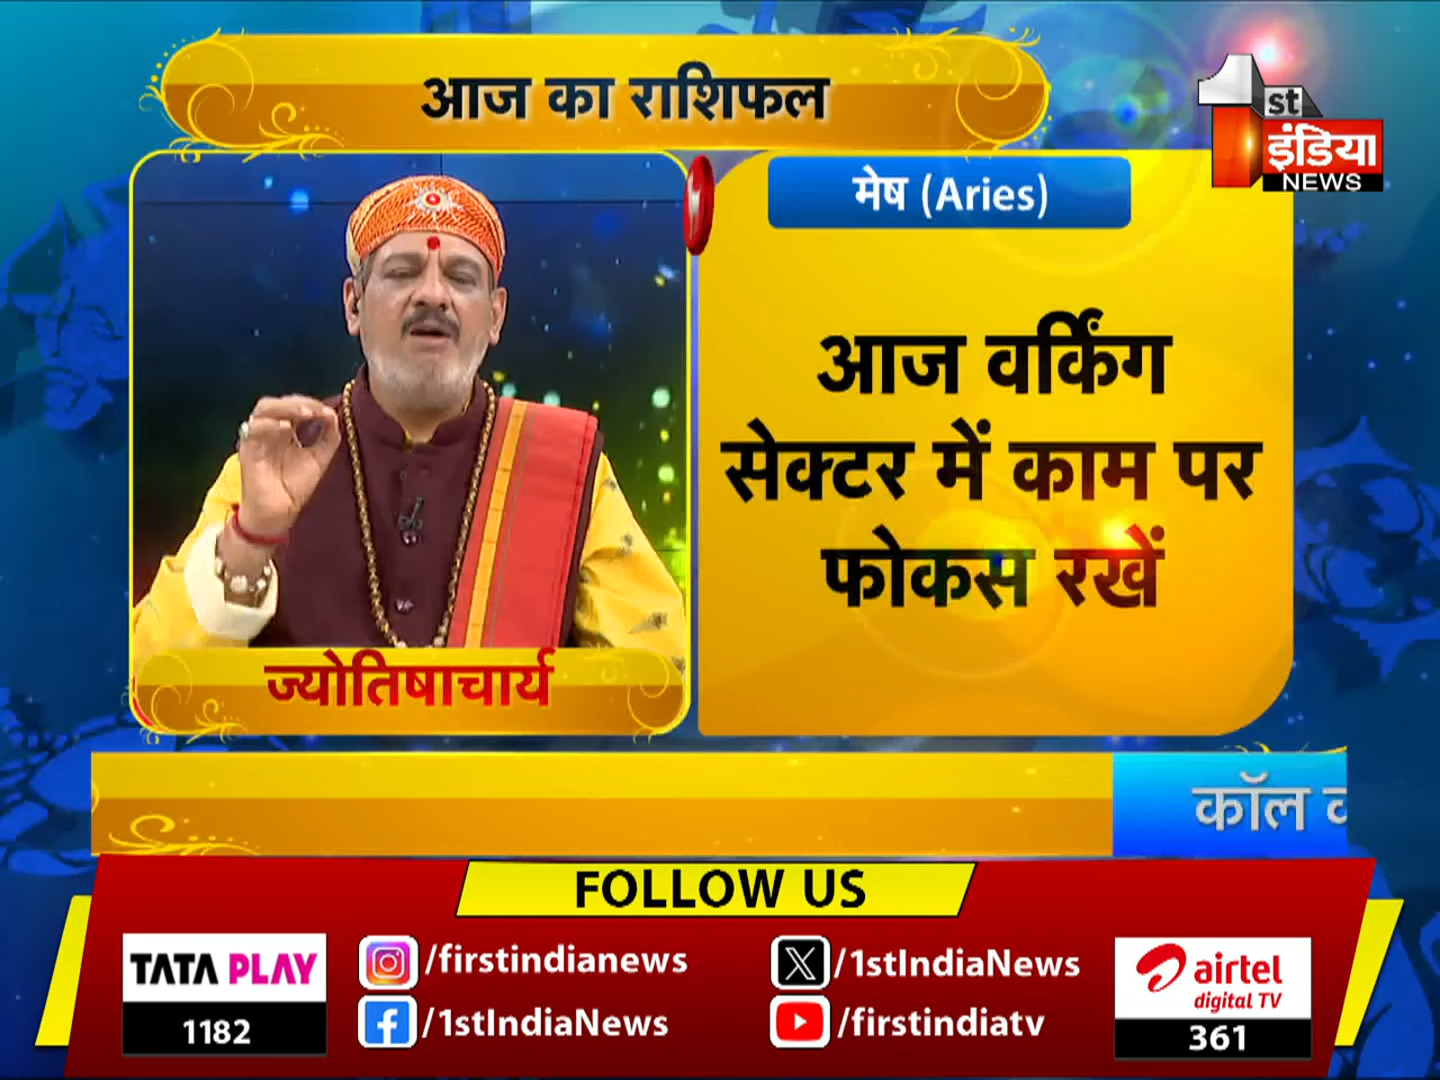 आज का राशिफल
1st
इंडिया
NEWS
मेष (Aries)
आज वर्किंग
सेक्टर में काम पर
फोकस रखें
ज्योतिषाचार्य
कॉल
FOLLOW US
TATA PLAY
1182
/firstindianews
/1stIndiaNews
/1stIndiaNews
/firstindiatv
airtel
digital TV
361